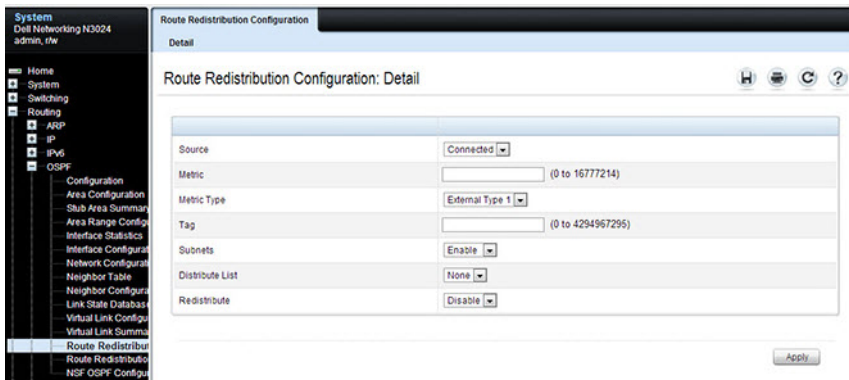 System
Dell Networking N3024
admin, r/w
Home
System
Switching
Routing
ARP
IP
IPv6
OSPF
Configuration
Area Configuration
Stub Area Summary
Area Range Configu
Interface Statistics
Interface Configurat
Network Configurati
Neighbor Table
Neighbor Configura
Link State Databas
Virtual Link Configu
Virtual Link Summa
Route Redistribut
Route Redistributio
NSF OSPF Configu
Route Redistribution Configuration
Detail
Route Redistribution Configuration: Detail
Source Connected
Metric (0 to 16777214)
Metric Type External Type 1
Tag (0 to 4294967295)
Subnets Enable
Distribute List None
Redistribute Disable
Apply